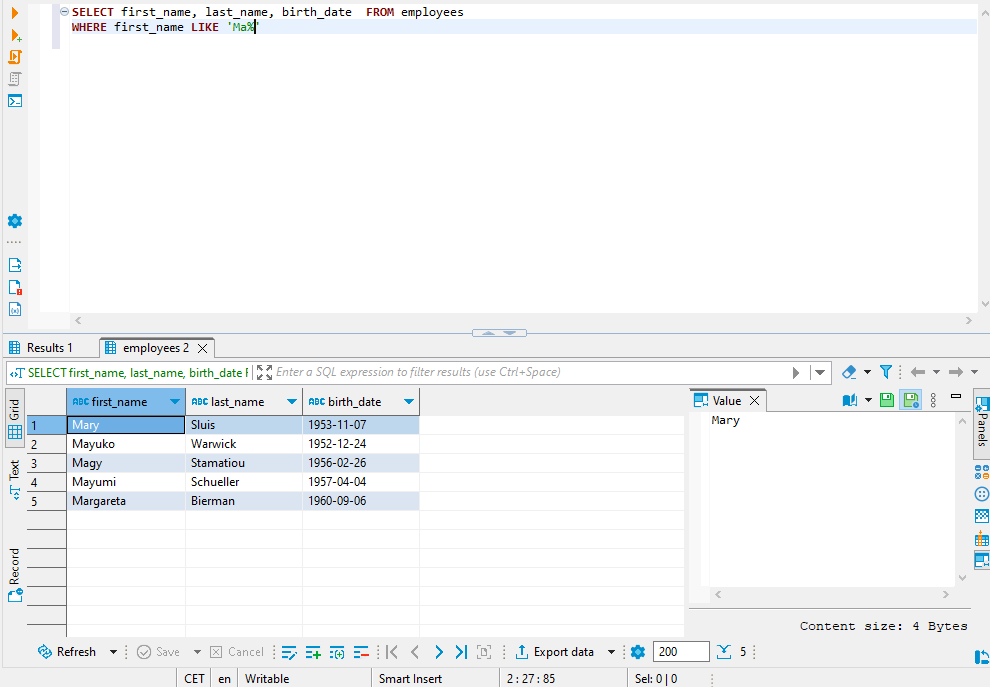 SELECT first_name, last_name, birth_date  FROM employees
WHERE first_name LIKE 'Ma%'
Results 1
employees 2
SELECT first_name, last_name, birth_date F
Enter a SQL expression to filter results (use Ctrl+Space)
Grid
Text
Record
ABC first_name ABC last_name ABC birth_date
1 Mary Sluis 1953-11-07
2 Mayuko Warwick 1952-12-24
3 Magy Stamatiou 1956-02-26
4 Mayumi Schueller 1957-04-04
5 Margareta Bierman 1960-09-06
Value
Mary
Panels
Content size: 4 Bytes
Refresh Save Cancel Export data 200 5
CET en Writable Smart Insert 2 : 27 : 85 Sel: 0 | 0